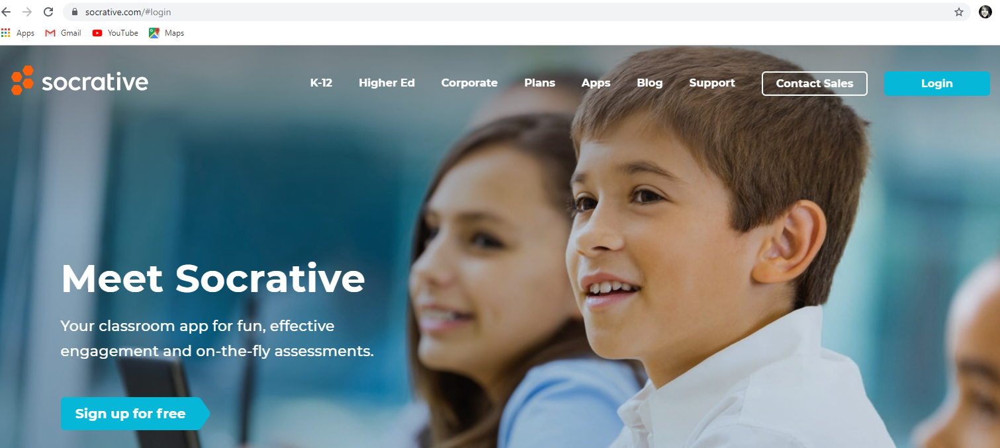 socrative.com/#login
Apps Gmail YouTube Maps
socrative K-12 Higher Ed Corporate Plans Apps Blog Support Contact Sales Login
Meet Socrative
Your classroom app for fun, effective
engagement and on-the-fly assessments.
Sign up for free